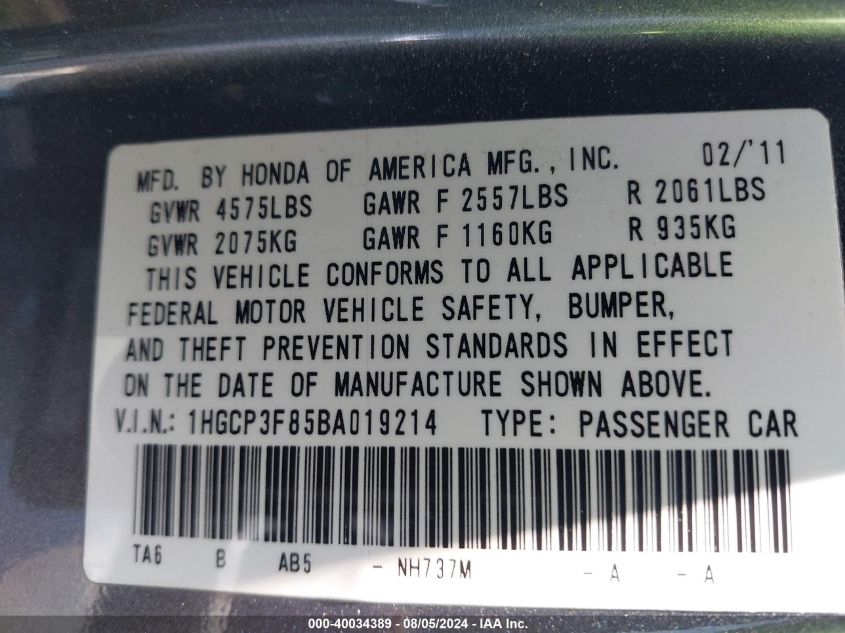 MFD. BY HONDA OF AMERICA MFG., INC. 02/'11
GVWR 4575LBS GAWR F 2557LBS R 2061LBS
GVWR 2075KG GAWR F 1160KG R 935KG
THIS VEHICLE CONFORMS TO ALL APPLICABLE
FEDERAL MOTOR VEHICLE SAFETY, BUMPER,
AND THEFT PREVENTION STANDARDS IN EFFECT
ON THE DATE OF MANUFACTURE SHOWN ABOVE.
V.I.N.: 1HGCP3F85BA019214 TYPE: PASSENGER CAR
TA6 B AB5 - NH737M - A - A
000-40034389 - 08/05/2024 - IAAI Inc.